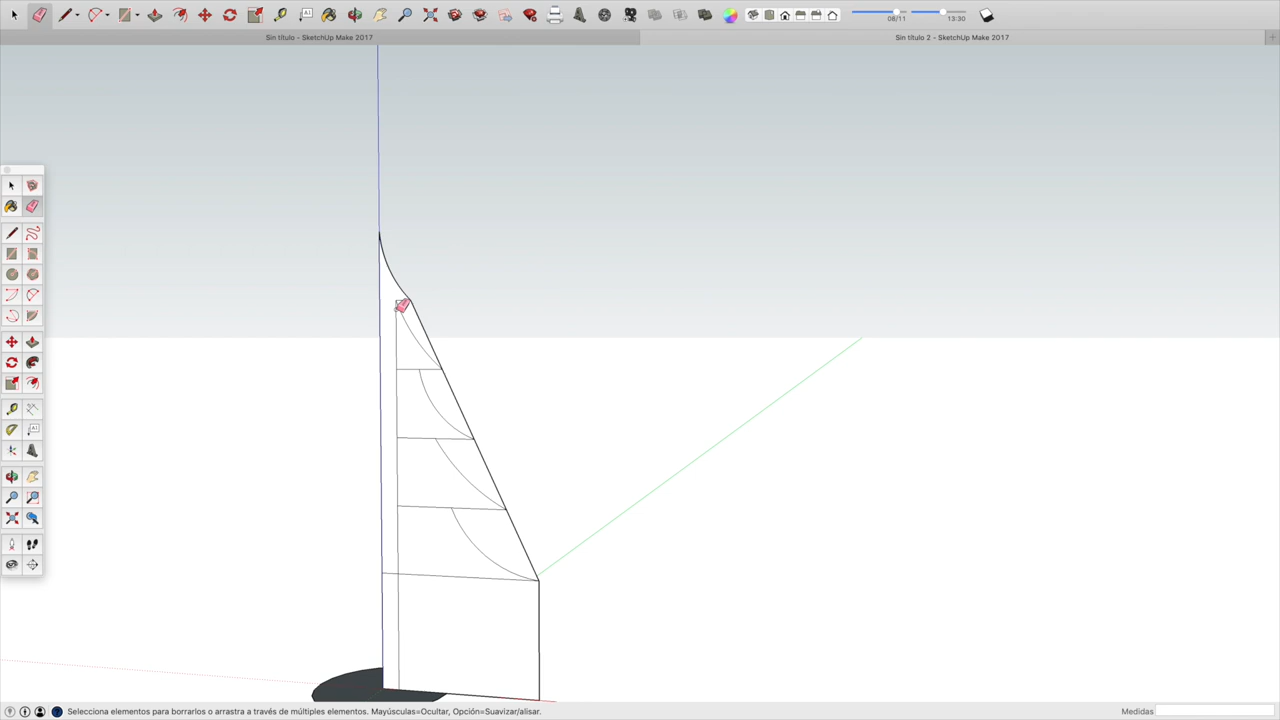 08/11
13:30
Sin título - SketchUp Make 2017
Sin título 2 - SketchUp Make 2017
Selecciona elementos para borrarlos o arrastra a través de múltiples elementos. Mayúsculas=Ocultar, Opción=Suavizar/alisar.
Medidas